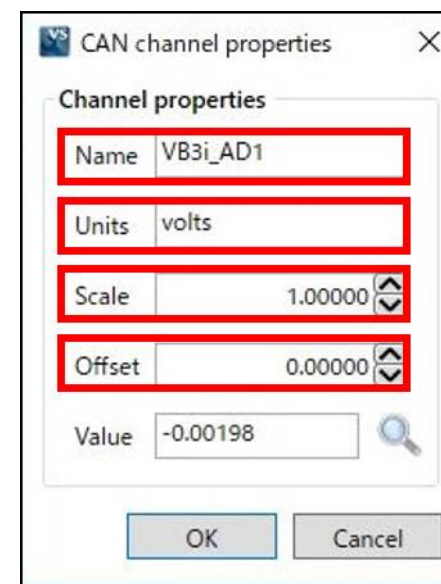 VS CAN channel properties
Channel properties
Name VB3i_AD1
Units volts
Scale 1.00000
Offset 0.00000
Value -0.00198
OK Cancel